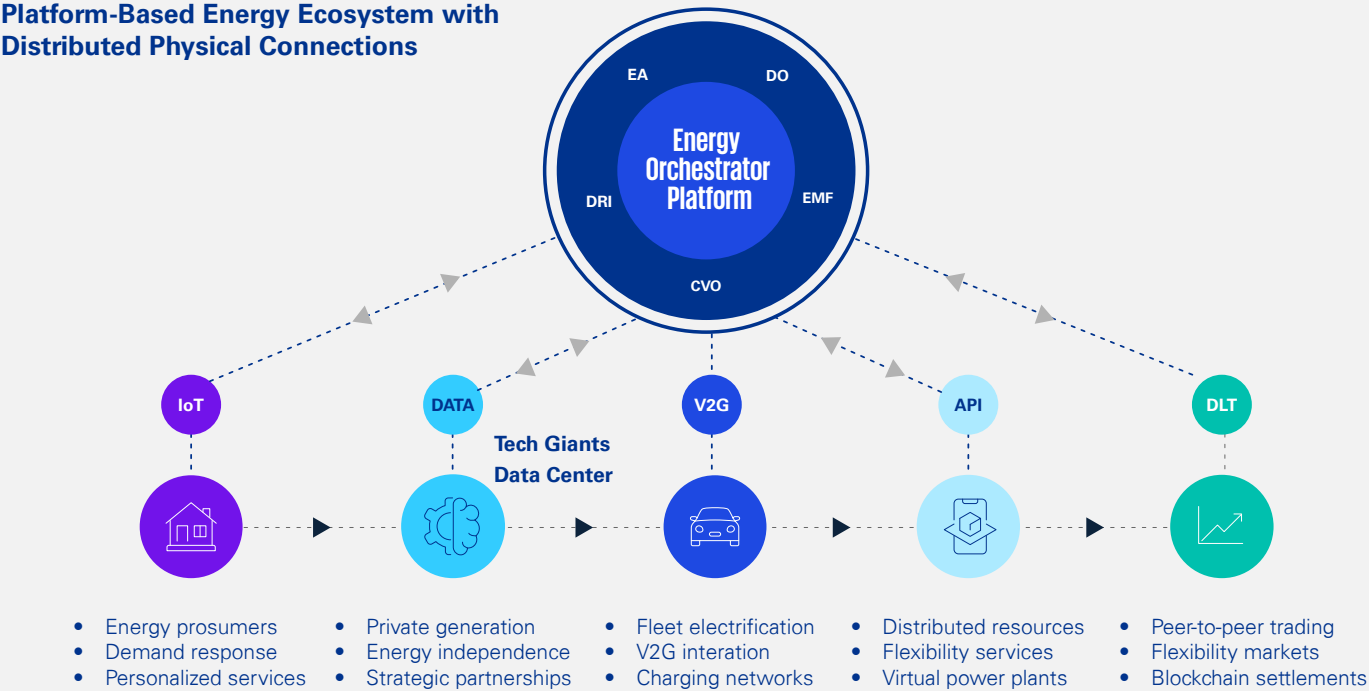 Platform-Based Energy Ecosystem with
Distributed Physical Connections
EA
DO
Energy
Orchestrator
Platform
DRI
EMF
CVO
IoT
DATA
V2G
API
DLT
Tech Giants
Data Center
• Energy prosumers
• Demand response
• Personalized services
• Private generation
• Energy independence
• Strategic partnerships
• Fleet electrification
• V2G interation
• Charging networks
• Distributed resources
• Flexibility services
• Virtual power plants
• Peer-to-peer trading
• Flexibility markets
• Blockchain settlements